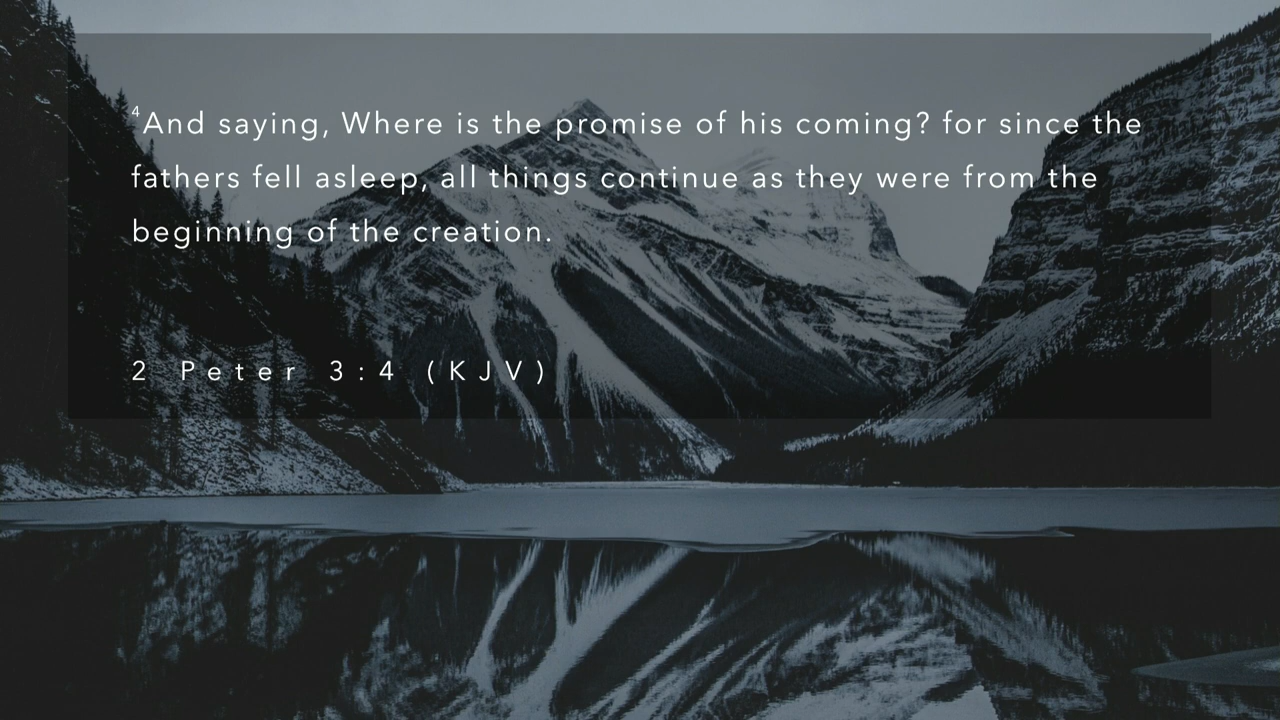 ⁴And saying, Where is the promise of his coming? for since the
fathers fell asleep, all things continue as they were from the
beginning of the creation.
2 Peter 3:4 (KJV)